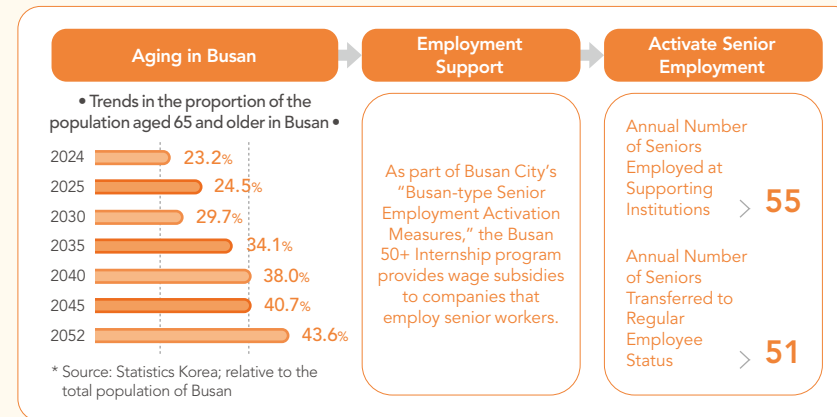 Aging in Busan
• Trends in the proportion of the
population aged 65 and older in Busan •
2024 23.2%
2025 24.5%
2030 29.7%
2035 34.1%
2040 38.0%
2045 40.7%
2052 43.6%
* Source: Statistics Korea; relative to the
total population of Busan
Employment
Support
As part of Busan City's
“Busan-type Senior
Employment Activation
Measures,” the Busan
50+ Internship program
provides wage subsidies
to companies that
employ senior workers.
Activate Senior
Employment
Annual Number
of Seniors
Employed at
Supporting
Institutions > 55
Annual Number
of Seniors
Transferred to
Regular
Employee
Status > 51